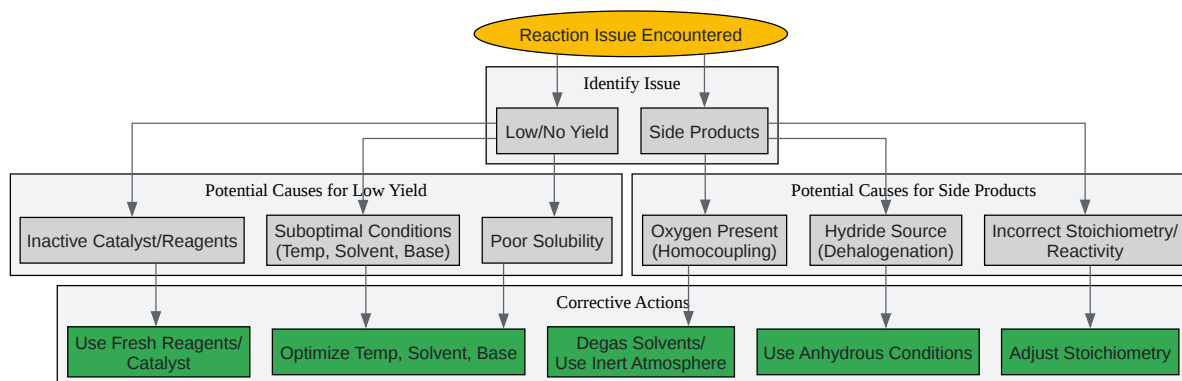 Reaction Issue Encountered
Identify Issue
Low/No Yield
Side Products
Potential Causes for Low Yield
Potential Causes for Side Products
Inactive Catalyst/Reagents
Suboptimal Conditions
(Temp, Solvent, Base)
Poor Solubility
Oxygen Present
(Homocoupling)
Hydride Source
(Dehalogenation)
Incorrect Stoichiometry/
Reactivity
Corrective Actions
Use Fresh Reagents/
Catalyst
Optimize Temp, Solvent, Base
Degas Solvents/
Use Inert Atmosphere
Use Anhydrous Conditions
Adjust Stoichiometry